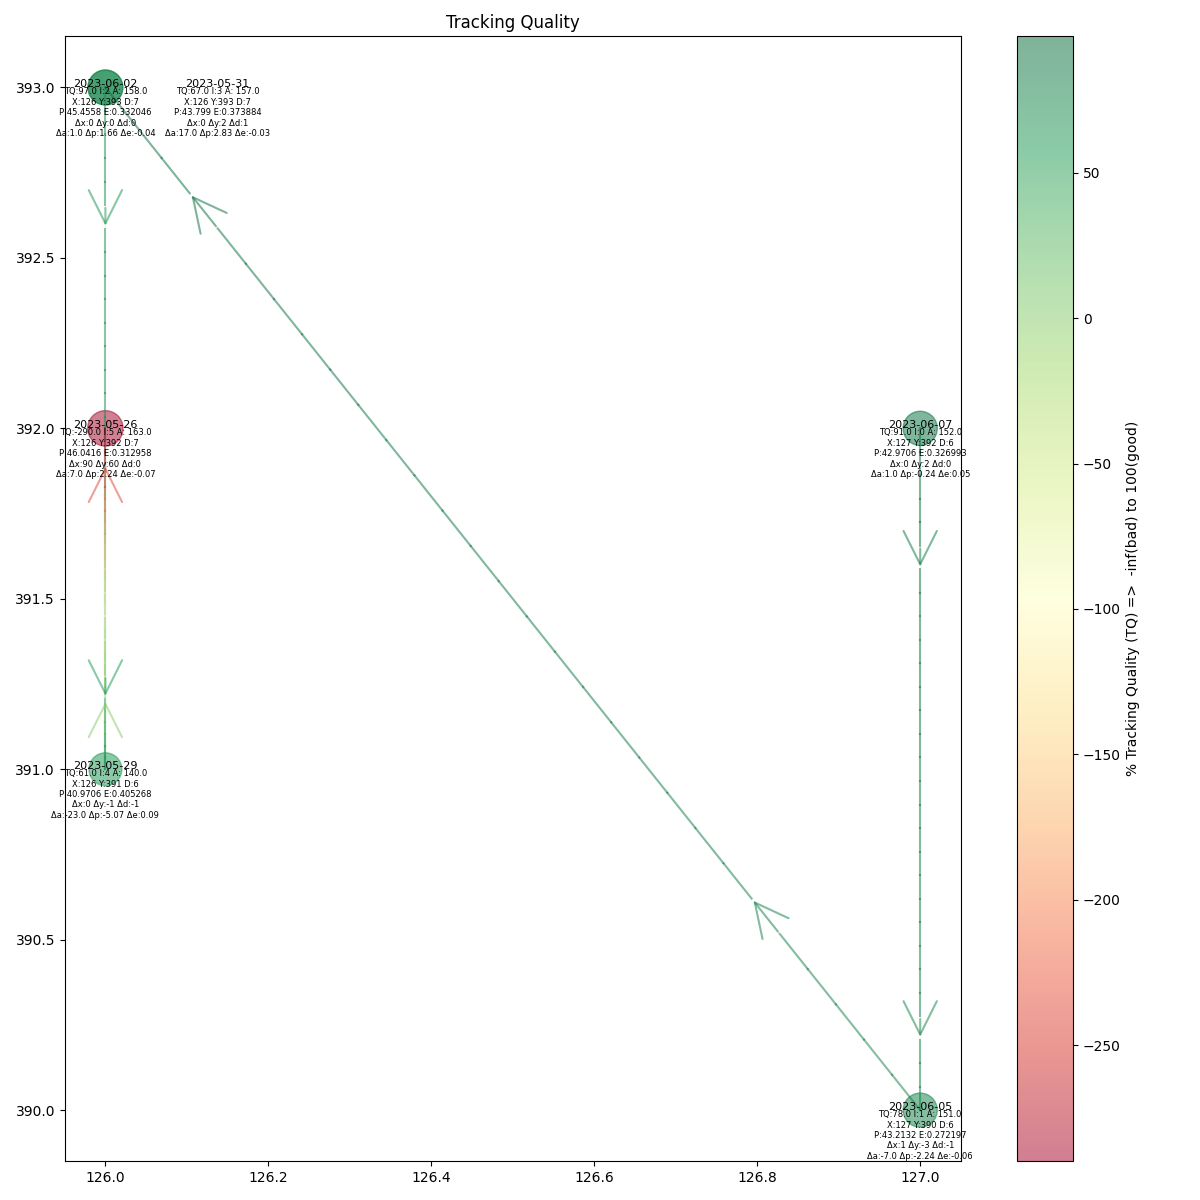 Tracking Quality
393.0
392.5
392.0
391.5
391.0
390.5
390.0
2023-06-02
TQ:97.0 I:2 A: 158.0
X:126 Y:393 D:7
P:45.4558 E:0.332046
Δx:0 Δy:0 Δd:0
Δa:1.0 Δp:1.66 Δe:-0.04
2023-05-31
TQ:67.0 I:3 A: 157.0
X:126 Y:393 D:7
P:43.799 E:0.373884
Δx:0 Δy:2 Δd:1
Δa:17.0 Δp:2.83 Δe:-0.03
2023-05-26
TQ:-290.0 I:5 A: 163.0
X:126 Y:392 D:7
P:46.0416 E:0.312958
Δx:90 Δy:60 Δd:0
Δa:7.0 Δp:2.24 Δe:-0.07
2023-06-07
TQ:91.0 I:0 A: 152.0
X:127 Y:392 D:6
P:42.9706 E:0.326993
Δx:0 Δy:2 Δd:0
Δa:1.0 Δp:-0.24 Δe:0.05
2023-05-29
TQ:61.0 I:4 A: 140.0
X:126 Y:391 D:6
P:40.9706 E:0.405268
Δx:0 Δy:-1 Δd:-1
Δa:-23.0 Δp:-5.07 Δe:0.09
2023-06-05
TQ:78.0 I:1 A: 151.0
X:127 Y:390 D:6
P:43.2132 E:0.272197
Δx:1 Δy:-3 Δd:-1
Δa:-7.0 Δp:-2.24 Δe:-0.06
126.0 126.2 126.4 126.6 126.8 127.0
50
0
−50
−100
−150
−200
−250
% Tracking Quality (TQ) => -inf(bad) to 100(good)